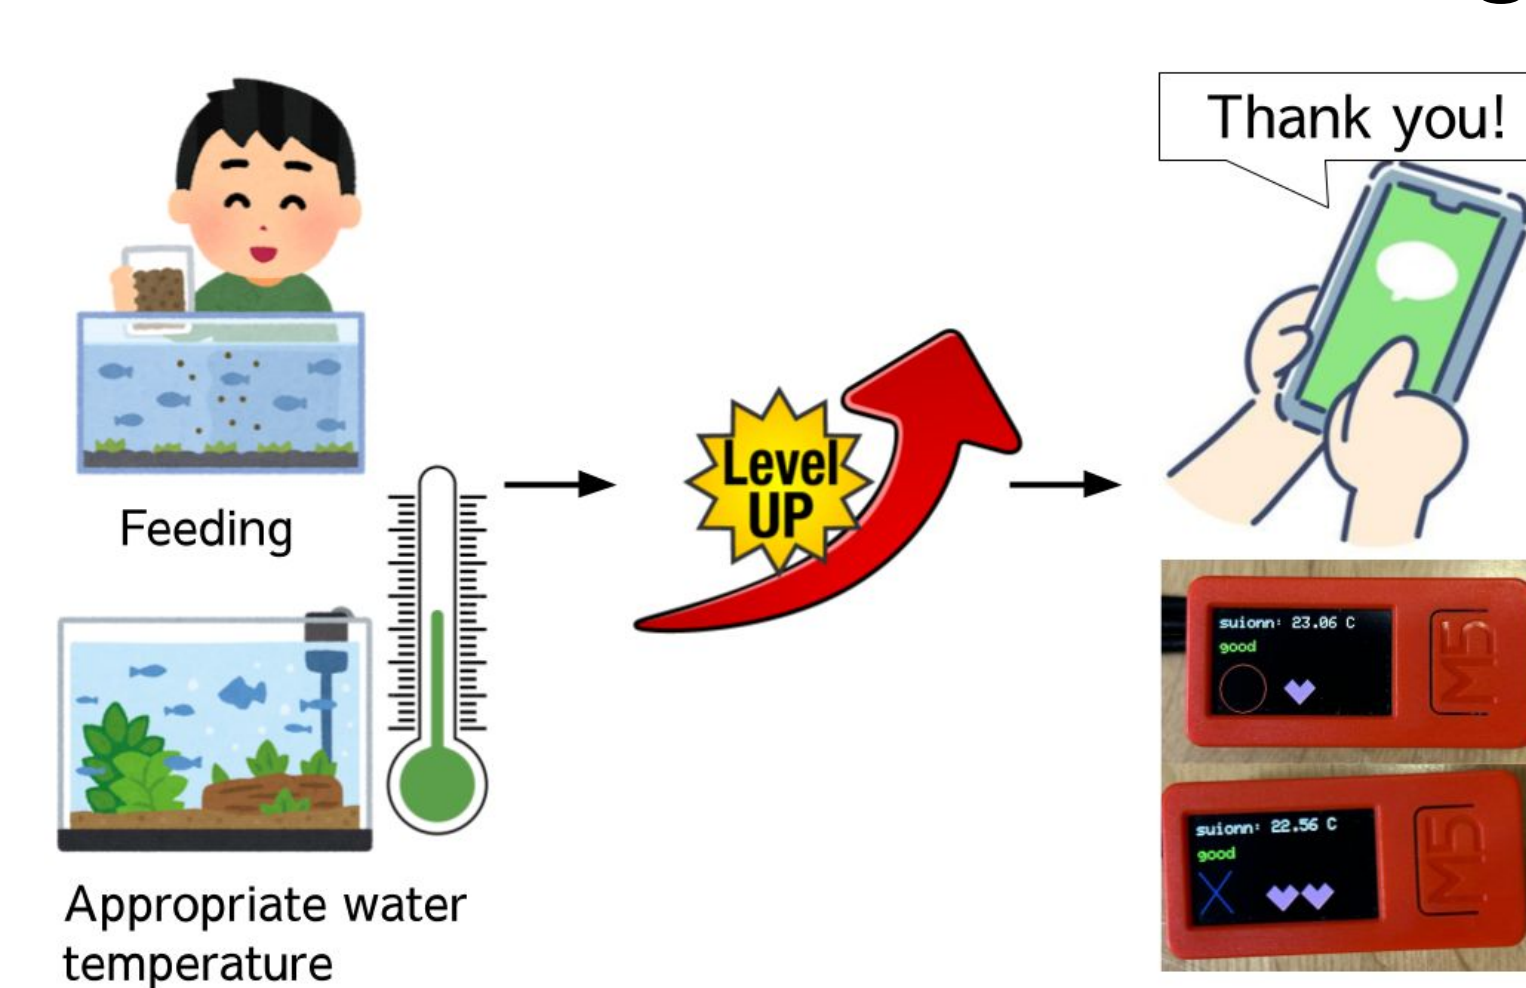 Thank you!
Level
UP
Feeding
Appropriate water
temperature
suionn: 23.06 C
good
M5
suionn: 22.56 C
good
M5